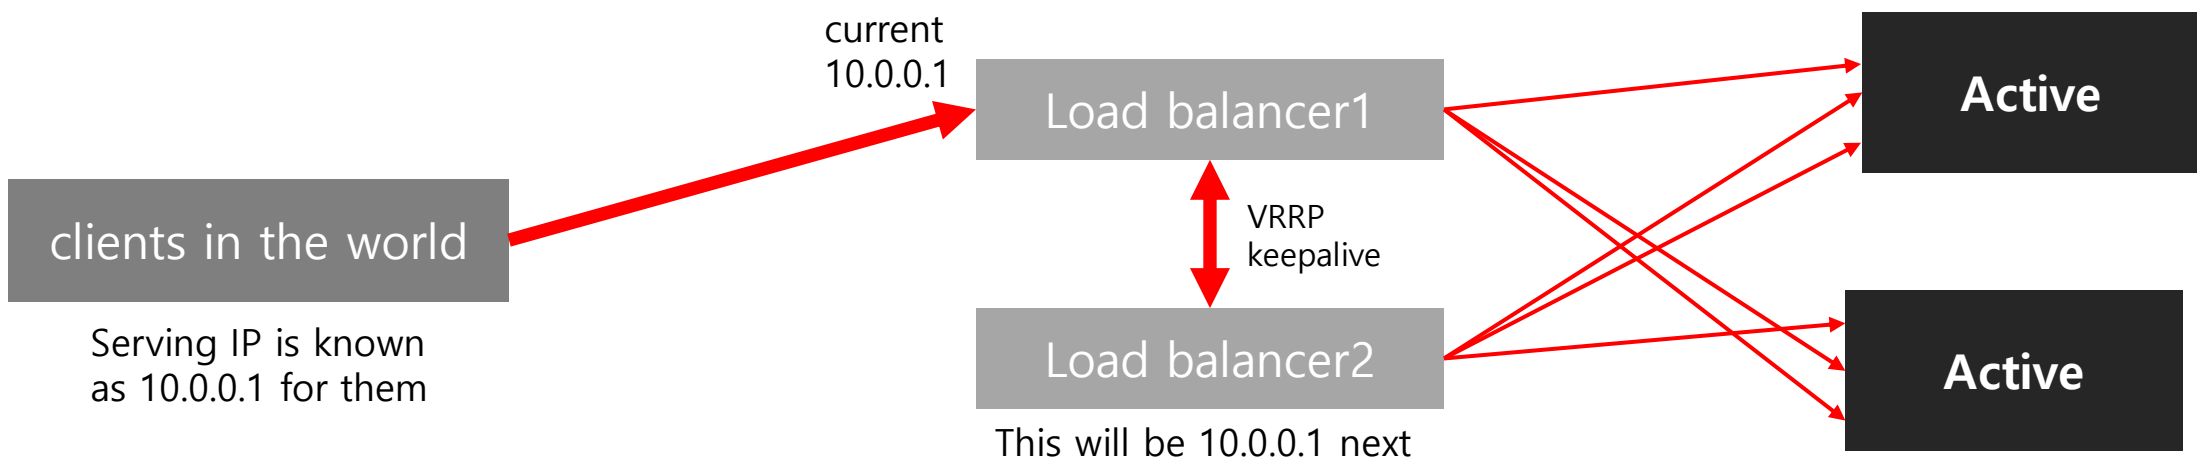 current
10.0.0.1
Load balancer1
Active
clients in the world
VRRP
keepalive
Serving IP is known
as 10.0.0.1 for them
Load balancer2
Active
This will be 10.0.0.1 next